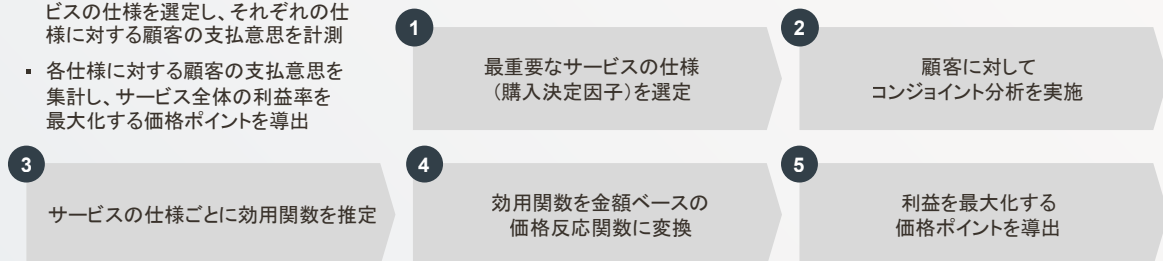 ビスの仕様を選定し、それぞれの仕
様に対する顧客の支払意思を計測
▪ 各仕様に対する顧客の支払意思を
集計し、サービス全体の利益率を
最大化する価格ポイントを導出
1
最重要なサービスの仕様
(購入決定因子)を選定
2
顧客に対して
コンジョイント分析を実施
3
サービスの仕様ごとに効用関数を推定
4
効用関数を金額ベースの
価格反応関数に変換
5
利益を最大化する
価格ポイントを導出